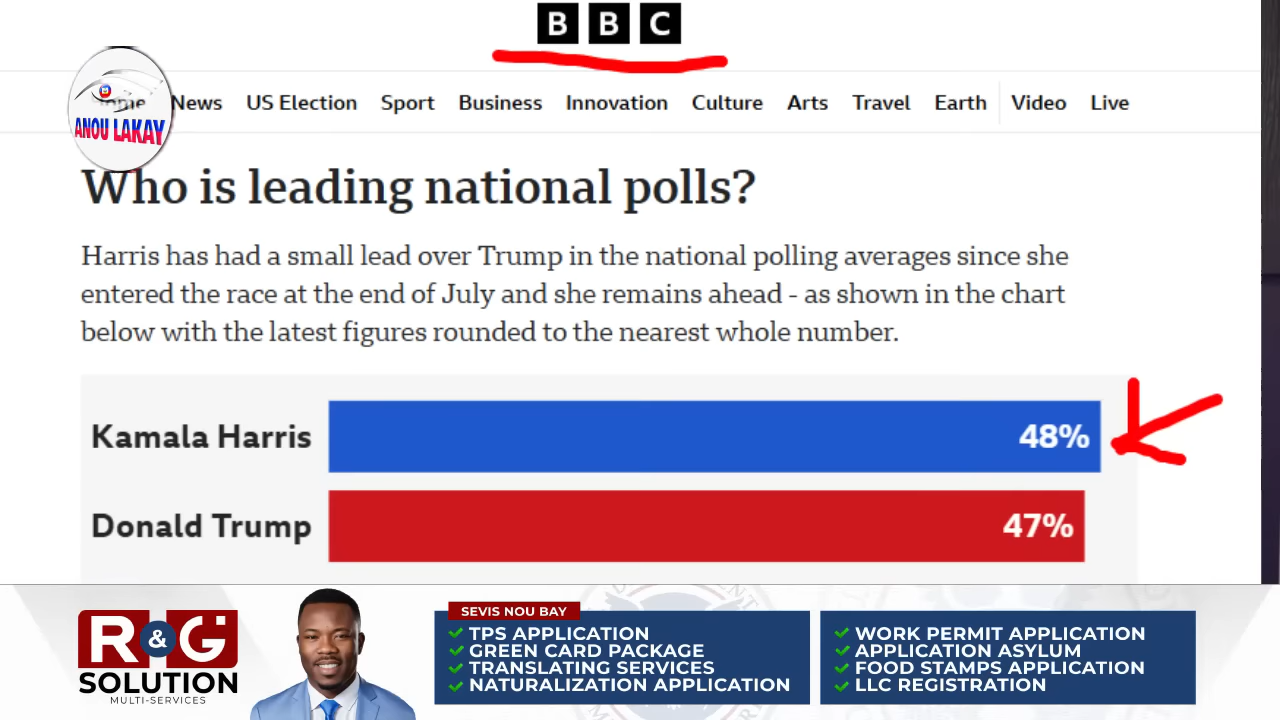 BBC
Home
News
US Election
Sport
Business
Innovation
Culture
Arts
Travel
Earth
Video
Live
ANOU LAKAY
Who is leading national polls?
Harris has had a small lead over Trump in the national polling averages since she
entered the race at the end of July and she remains ahead - as shown in the chart
below with the latest figures rounded to the nearest whole number.
Kamala Harris 48%
Donald Trump 47%
R&G
SOLUTION
MULTI-SERVICES
SEVIS NOU BAY
TPS APPLICATION
GREEN CARD PACKAGE
TRANSLATING SERVICES
NATURALIZATION APPLICATION
WORK PERMIT APPLICATION
APPLICATION ASYLUM
FOOD STAMPS APPLICATION
LLC REGISTRATION